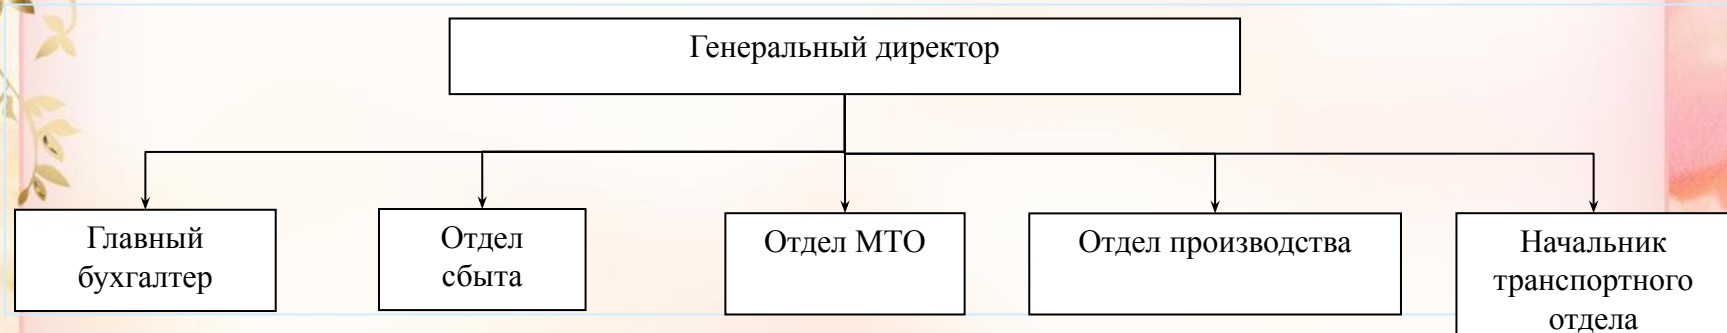 Генеральный директор
Главный
бухгалтер
Отдел
сбыта
Отдел МТО
Отдел производства
Начальник
транспортного
отдела